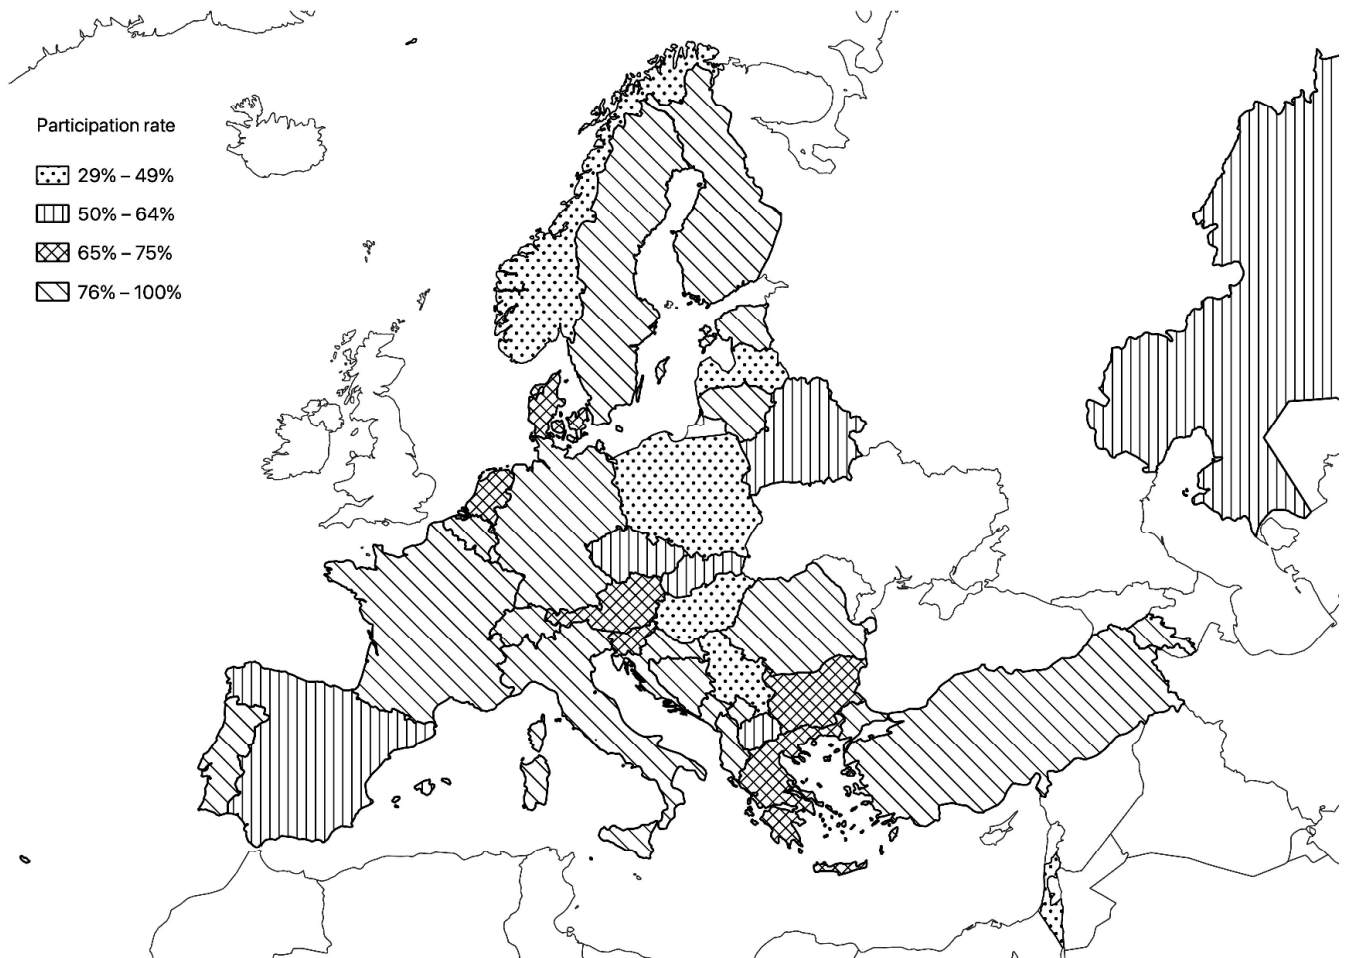 Participation rate
29% – 49%
50% – 64%
65% – 75%
76% – 100%